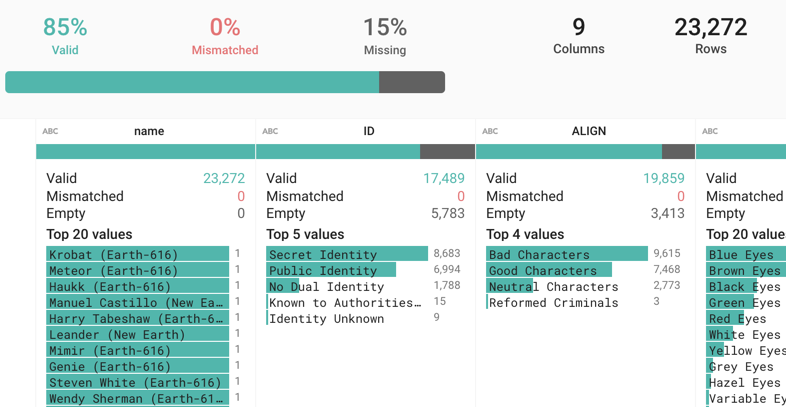 85% 0% 15% 9 23,272
Valid Mismatched Missing Columns Rows
ABC name ABC ID ABC ALIGN ABC
Valid 23,272 Valid 17,489 Valid 19,859 Valid
Mismatched 0 Mismatched 0 Mismatched 0 Mismatched
Empty 0 Empty 5,783 Empty 3,413 Empty
Top 20 values Top 5 values Top 4 values Top 20 values
Krobat (Earth-616) 1 Secret Identity 8,683 Bad Characters 9,615 Blue Eyes
Meteor (Earth-616) 1 Public Identity 6,994 Good Characters 7,468 Brown Eyes
Haukk (Earth-616) 1 No Dual Identity 1,788 Neutral Characters 2,773 Black Eyes
Manuel Castillo (New Ea… 1 Known to Authorities… 15 Reformed Criminals 3 Green Eyes
Harry Tabeshaw (Earth-6… 1 Identity Unknown 9 Red Eyes
Leander (New Earth) 1 White Eyes
Mimir (Earth-616) 1 Yellow Eyes
Genie (Earth-616) 1 Grey Eyes
Steven White (Earth-616) 1 Hazel Eyes
Wendy Sherman (Earth-61… 1 Variable Ey